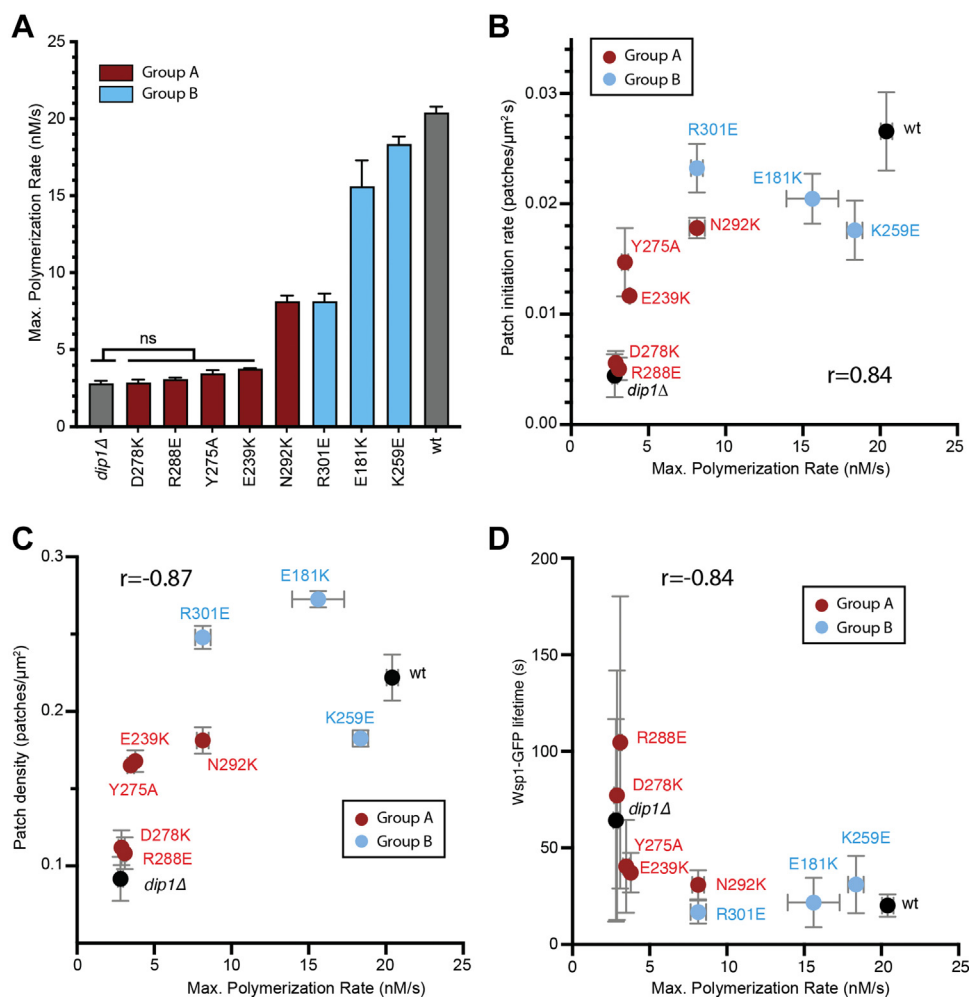 A
Max. Polymerization Rate (nM/s)
25
20
15
10
5
0
Group A
Group B
ns
dip1Δ
D278K
R288E
Y275A
E239K
N292K
R301E
E181K
K259E
wt
B
Group A
Group B
Patch initiation rate (patches/μm² s)
0.03
0.02
0.01
0.00
R301E
wt
E181K
N292K
K259E
Y275A
E239K
D278K
R288E
dip1Δ
r=0.84
0
5
10
15
20
25
Max. Polymerization Rate (nM/s)
C
Patch density (patches/μm²)
0.3
0.2
0.1
r=-0.87
E181K
R301E
wt
K259E
E239K
N292K
Y275A
D278K
R288E
dip1Δ
Group A
Group B
0
5
10
15
20
25
Max. Polymerization Rate (nM/s)
D
Wsp1-GFP lifetime (s)
200
150
100
50
0
r=-0.84
Group A
Group B
R288E
D278K
dip1Δ
Y275A
E239K
K259E
E181K
N292K
R301E
wt
0
5
10
15
20
25
Max. Polymerization Rate (nM/s)